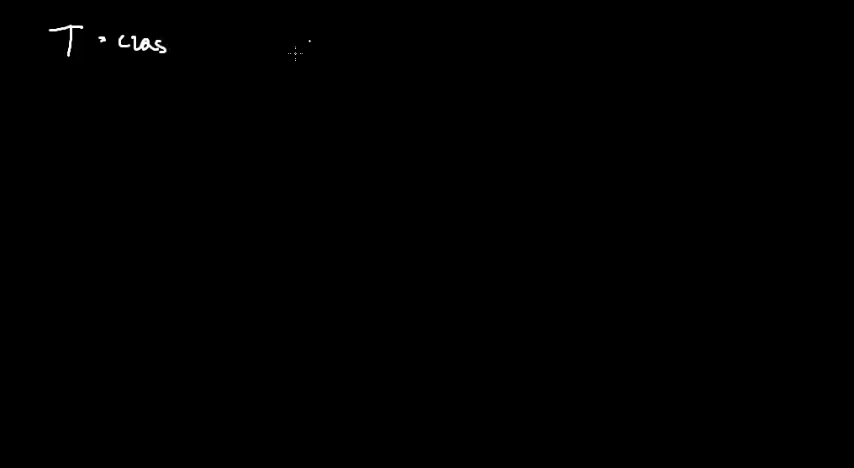 T = clas